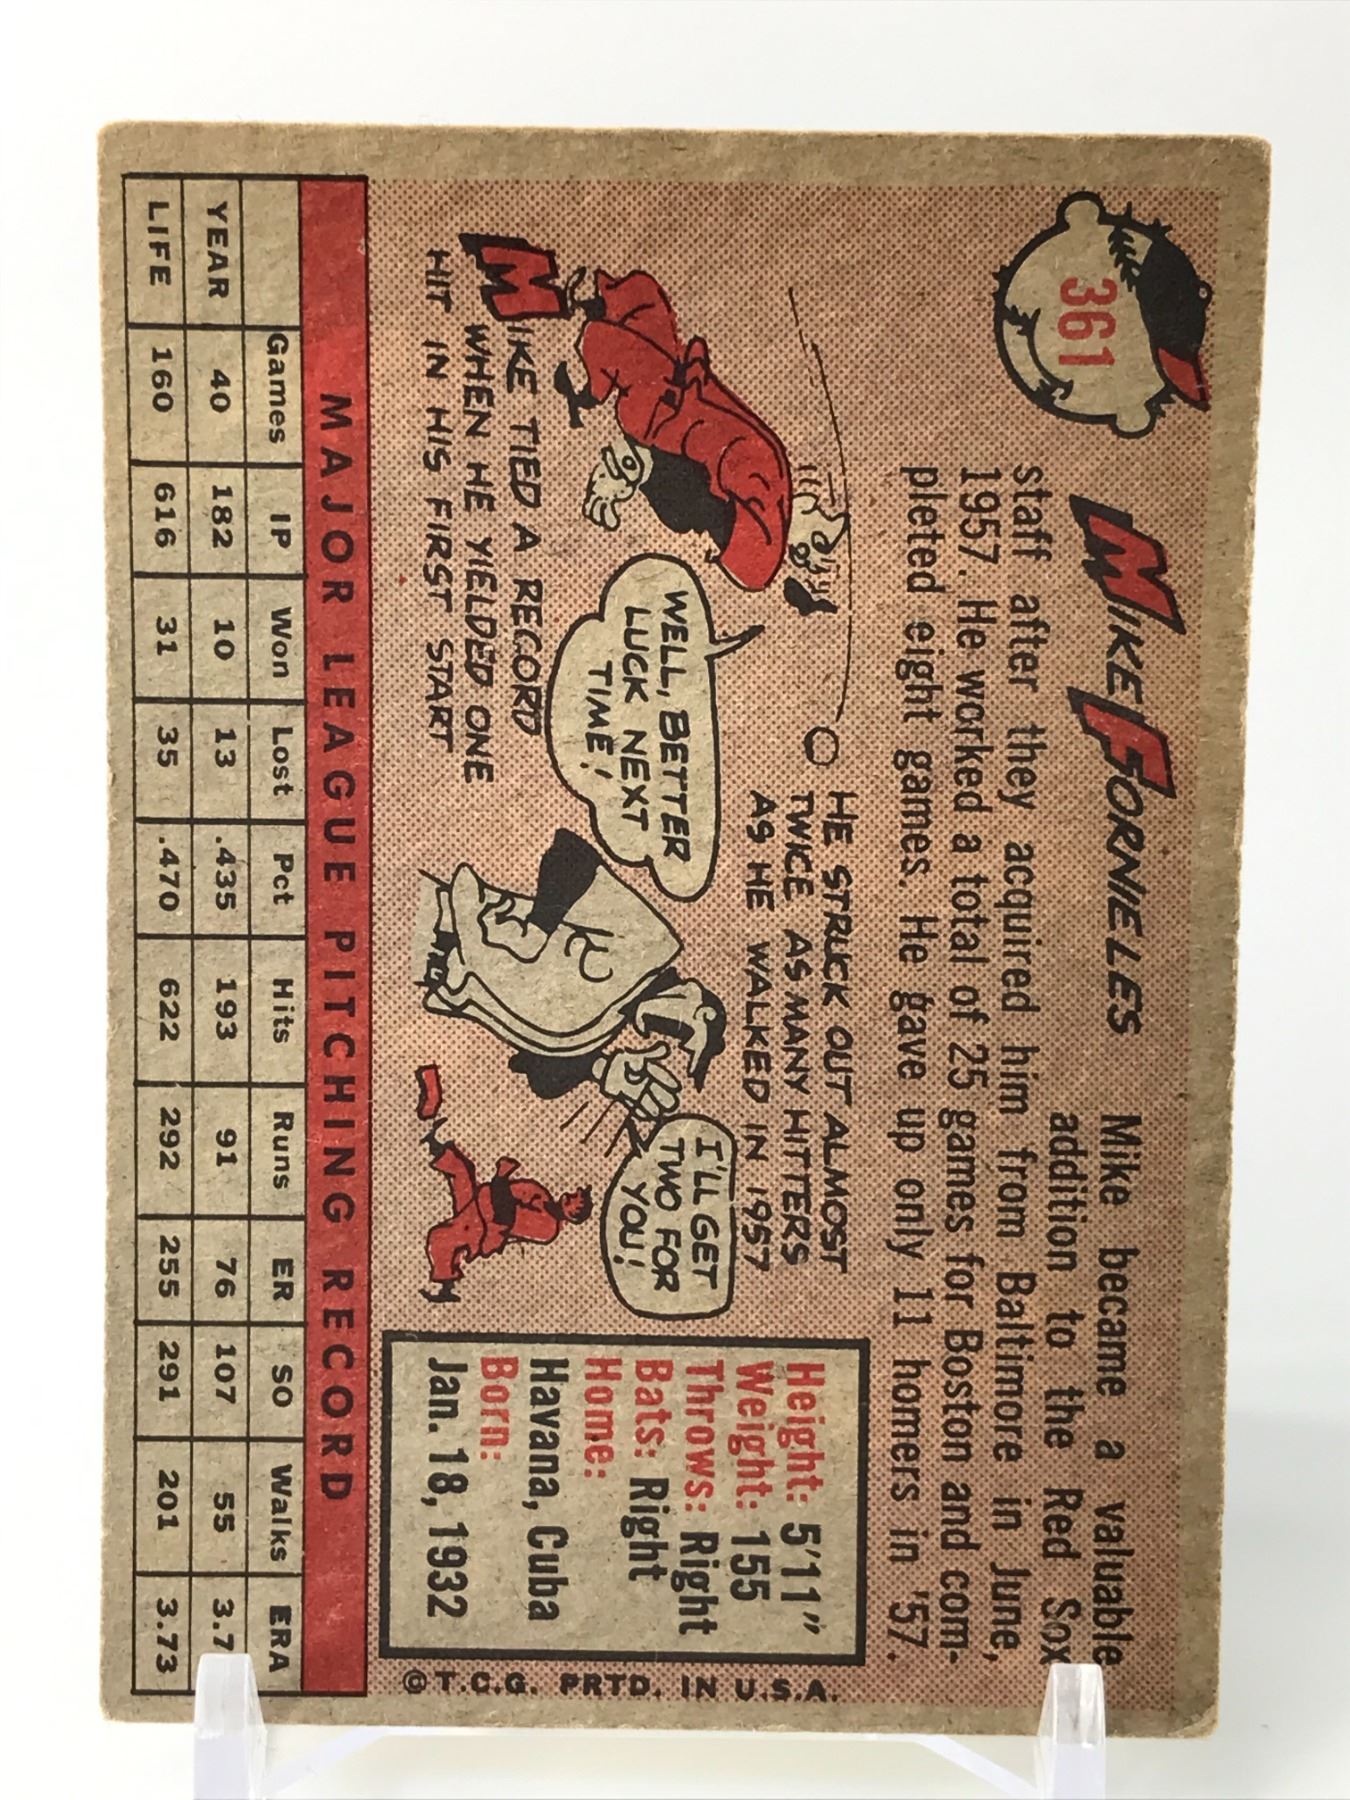 361
MIKE FORNIELES
Mike became a valuable
addition to the Red Sox
staff after they acquired him from Baltimore in June,
1957. He worked a total of 25 games for Boston and com-
pleted eight games. He gave up only 11 homers in '57.
HE STRUCK OUT ALMOST
TWICE AS MANY HITTERS
AS HE WALKED IN 1957
WELL, BETTER
LUCK NEXT
TIME!
I'LL GET
TWO FOR
YOU!
MIKE TIED A RECORD
WHEN HE YIELDED ONE
HIT IN HIS FIRST START
Height: 5'11"
Weight: 155
Throws: Right
Bats: Right
Home:
Havana, Cuba
Born:
Jan. 18, 1932
©T.C.G. PRTD. IN U.S.A.
MAJOR LEAGUE PITCHING RECORD
Games IP Won Lost Pct Hits Runs ER SO Walks ERA
YEAR 40 182 10 13 .435 193 91 76 107 55
LIFE 160 616 31 35 .470 622 292 255 291 201 3.73